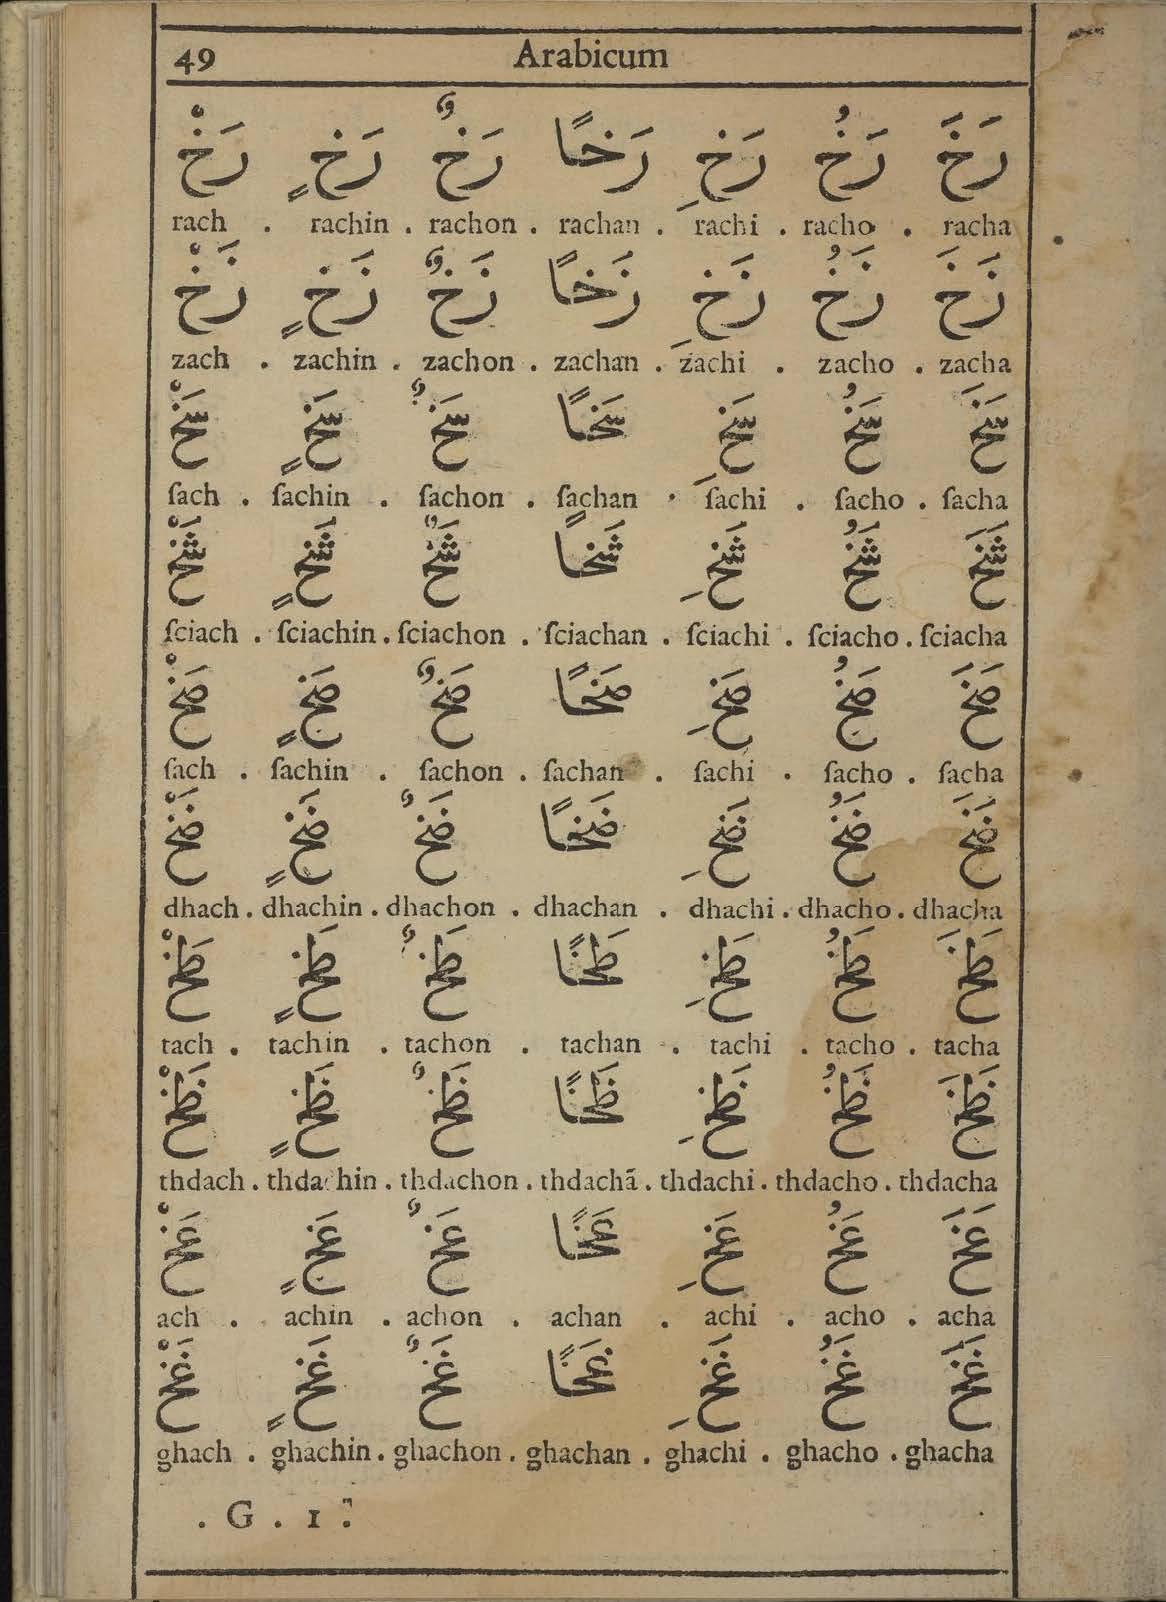 49 Arabicum
رَخَ رَخُ رَخِ رَخًا رَخٌ رَخٍ رَخْ
rach . rachin . rachon . rachan . rachi . racho . racha
زَخَ زَخُ زَخِ زَخًا زَخٌ زَخٍ زَخْ
zach . zachin . zachon . zachan . zachi . zacho . zacha
سَخَ سَخُ سَخِ سَخًا سَخٌ سَخٍ سَخْ
ſach . ſachin . ſachon . ſachan . ſachi . ſacho . ſacha
شَخَ شَخُ شَخِ شَخًا شَخٌ شَخٍ شَخْ
ſciach . ſciachin . ſciachon . ſciachan . ſciachi . ſciacho . ſciacha
صَخَ صَخُ صَخِ صَخًا صَخٌ صَخٍ صَخْ
ſach . ſachin . ſachon . ſachan . ſachi . ſacho . ſacha
ضَخَ ضَخُ ضَخِ ضَخًا ضَخٌ ضَخٍ ضَخْ
dhach . dhachin . dhachon . dhachan . dhachi . dhacho . dhacha
طَخَ طَخُ طَخِ طَخًا طَخٌ طَخٍ طَخْ
tach . tachin . tachon . tachan . tachi . tacho . tacha
ظَخَ ظَخُ ظَخِ ظَخًا ظَخٌ ظَخٍ ظَخْ
thdach . thdachin . thdachon . thdachã . thdachi . thdacho . thdacha
عَخَ عَخُ عَخِ عَخًا عَخٌ عَخٍ عَخْ
ach . achin . achon . achan . achi . acho . acha
غَخَ غَخُ غَخِ غَخًا غَخٌ غَخٍ غَخْ
ghach . ghachin . ghachon . ghachan . ghachi . ghacho . ghacha
. G . 1 .